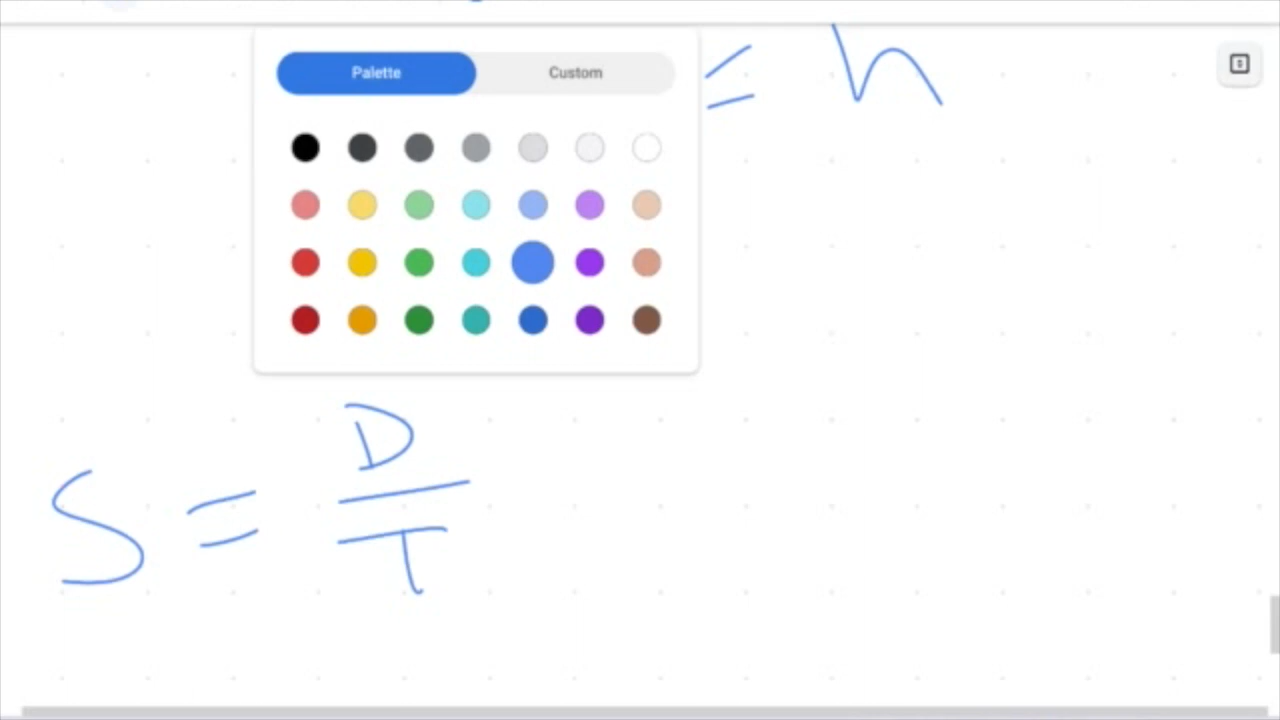 Palette Custom
= h
S = D/T